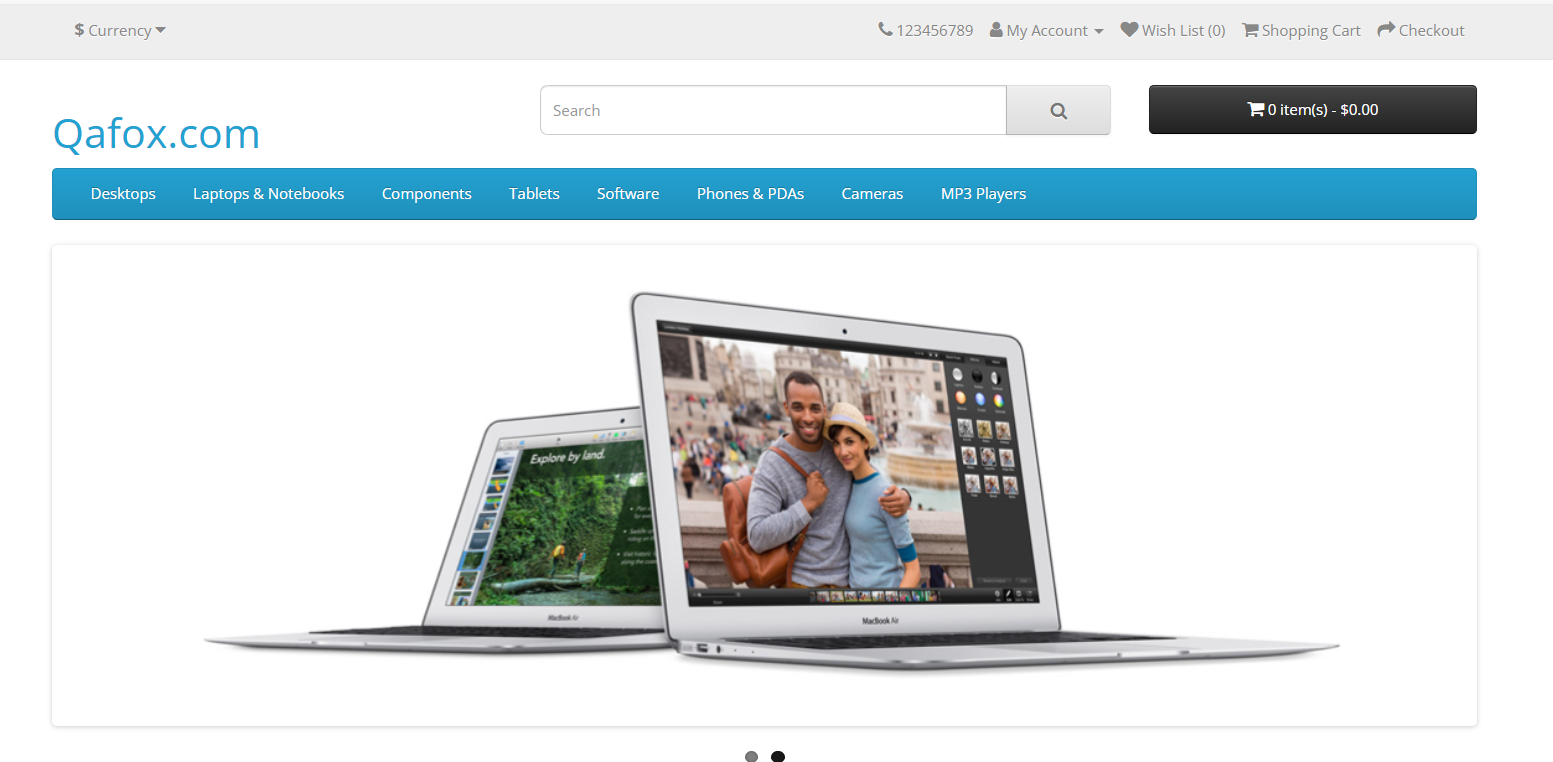 $ Currency
123456789 My Account Wish List (0) Shopping Cart Checkout
Search
0 item(s) - $0.00
Qafox.com
Desktops Laptops & Notebooks Components Tablets Software Phones & PDAs Cameras MP3 Players
Explore by land.
MacBook Air
MacBook Air